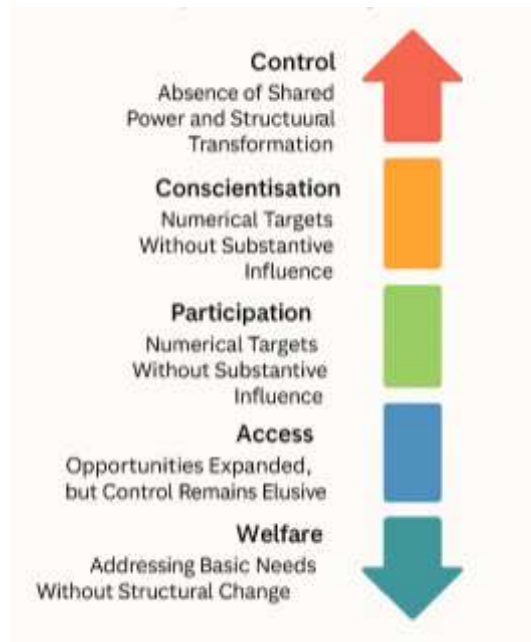 Control
Absence of Shared
Power and Structuural
Transformation
Conscientisation
Numerical Targets
Without Substantive
Influence
Participation
Numerical Targets
Without Substantive
Influence
Access
Opportunities Expanded,
but Control Remains Elusive
Welfare
Addressing Basic Needs
Without Structural Change